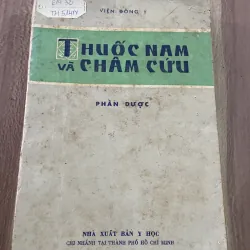 VIỆN ĐÔNG Y
THUỐC NAM
VÀ CHÂM CỨU
PHẦN DƯỢC
NHÀ XUẤT BẢN Y HỌC
CHI NHÁNH TẠI THÀNH PHỐ HỒ CHÍ MINH